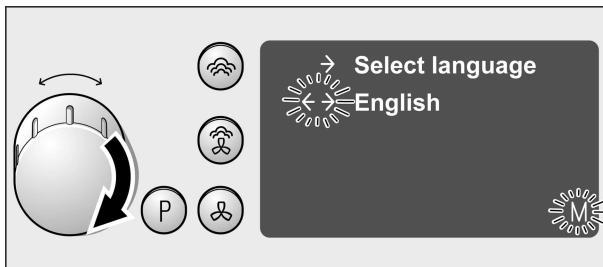 → Select language
← → English
P
M